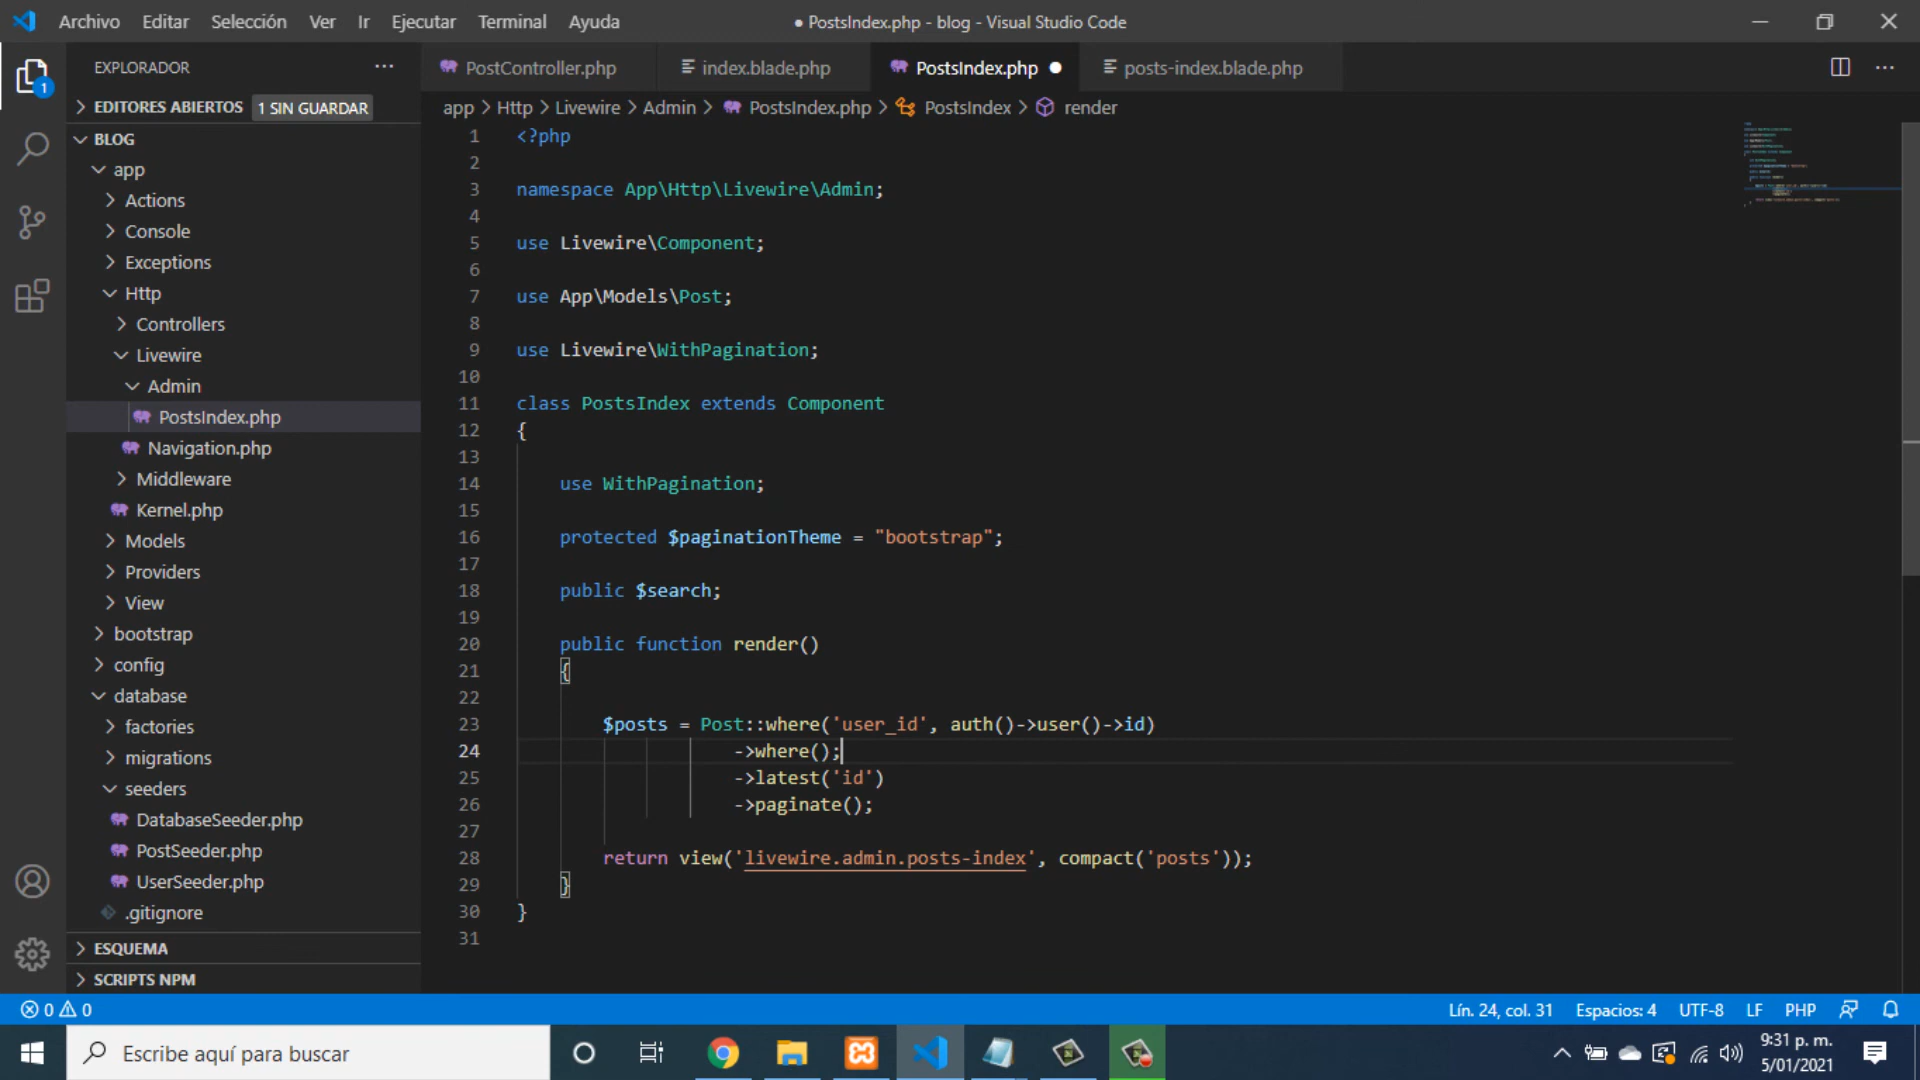 Archivo Editar Selección Ver Ir Ejecutar Terminal Ayuda
● PostsIndex.php - blog - Visual Studio Code
EXPLORADOR
EDITORES ABIERTOS 1 SIN GUARDAR
BLOG
app
Actions
Console
Exceptions
Http
Controllers
Livewire
Admin
PostsIndex.php
Navigation.php
Middleware
Kernel.php
Models
Providers
View
bootstrap
config
database
factories
migrations
seeders
DatabaseSeeder.php
PostSeeder.php
UserSeeder.php
.gitignore
ESQUEMA
SCRIPTS NPM
1
PostController.php index.blade.php PostsIndex.php posts-index.blade.php
app > Http > Livewire > Admin > PostsIndex.php > PostsIndex > render
1 <?php
2
3 namespace App\Http\Livewire\Admin;
4
5 use Livewire\Component;
6
7 use App\Models\Post;
8
9 use Livewire\WithPagination;
10
11 class PostsIndex extends Component
12 {
13
14 use WithPagination;
15
16 protected $paginationTheme = "bootstrap";
17
18 public $search;
19
20 public function render()
21 {
22
23 $posts = Post::where('user_id', auth()->user()->id)
24 ->where();
25 ->latest('id')
26 ->paginate();
27
28 return view('livewire.admin.posts-index', compact('posts'));
29 }
30 }
31
0 0
Lín. 24, col. 31 Espacios: 4 UTF-8 LF PHP
Escribe aquí para buscar
9:31 p. m.
5/01/2021